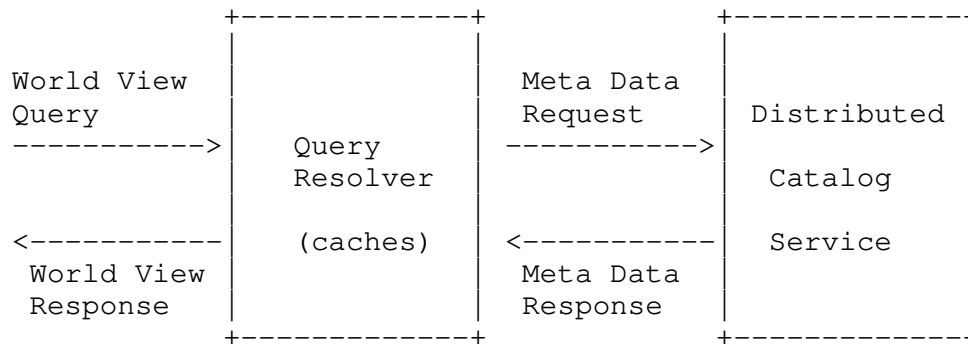 World View Meta Data
Query Request Distributed
Query
Resolver Catalog
(caches) Service
World View Meta Data
Response Response